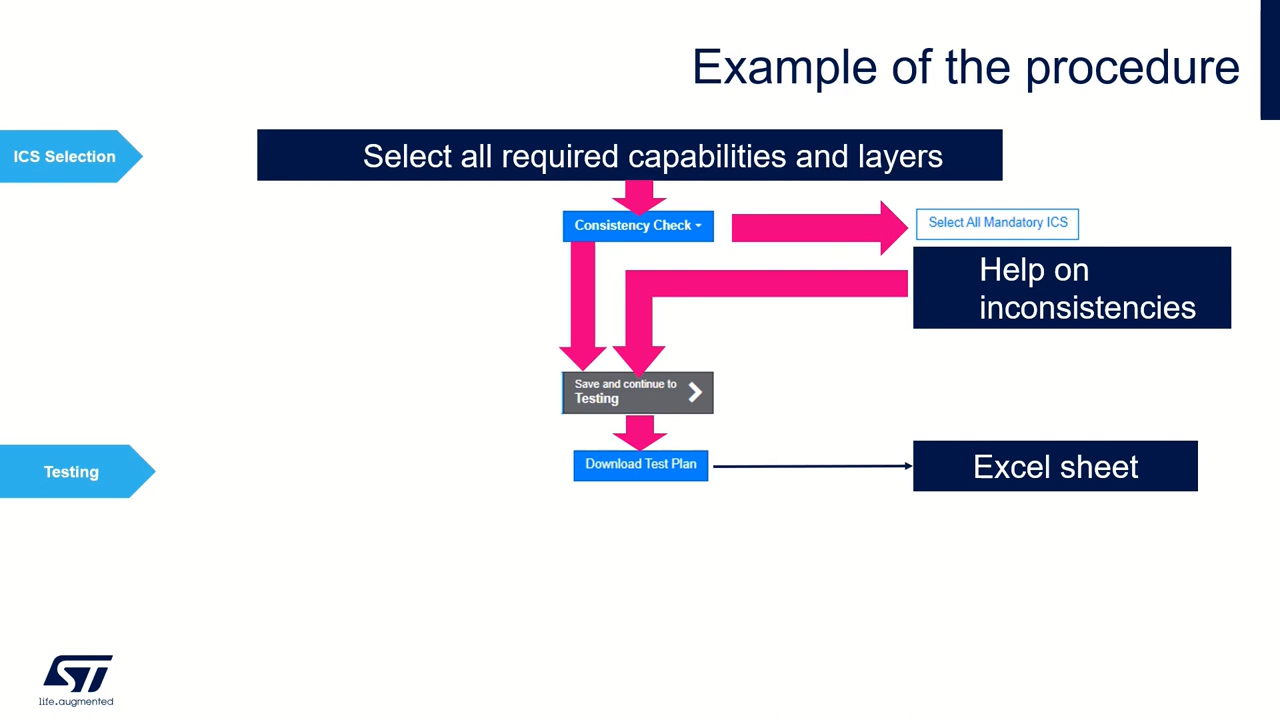 Example of the procedure
ICS Selection
Select all required capabilities and layers
Consistency Check
Select All Mandatory ICS
Help on
inconsistencies
Save and continue to
Testing
Testing
Download Test Plan
Excel sheet
ST
life.augmented